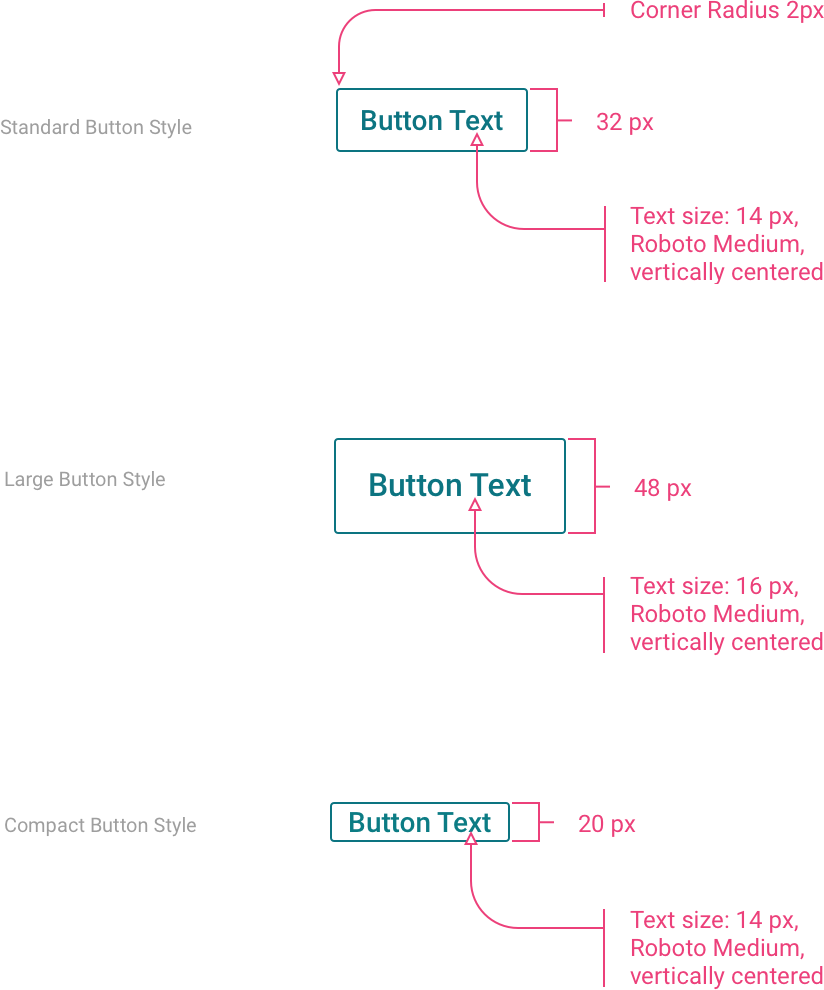 Corner Radius 2px
Button Text
Standard Button Style
32 px
Text size: 14 px,
Roboto Medium,
vertically centered
Button Text
Large Button Style
48 px
Text size: 16 px,
Roboto Medium,
vertically centered
Button Text
Compact Button Style
20 px
Text size: 14 px,
Roboto Medium,
vertically centered